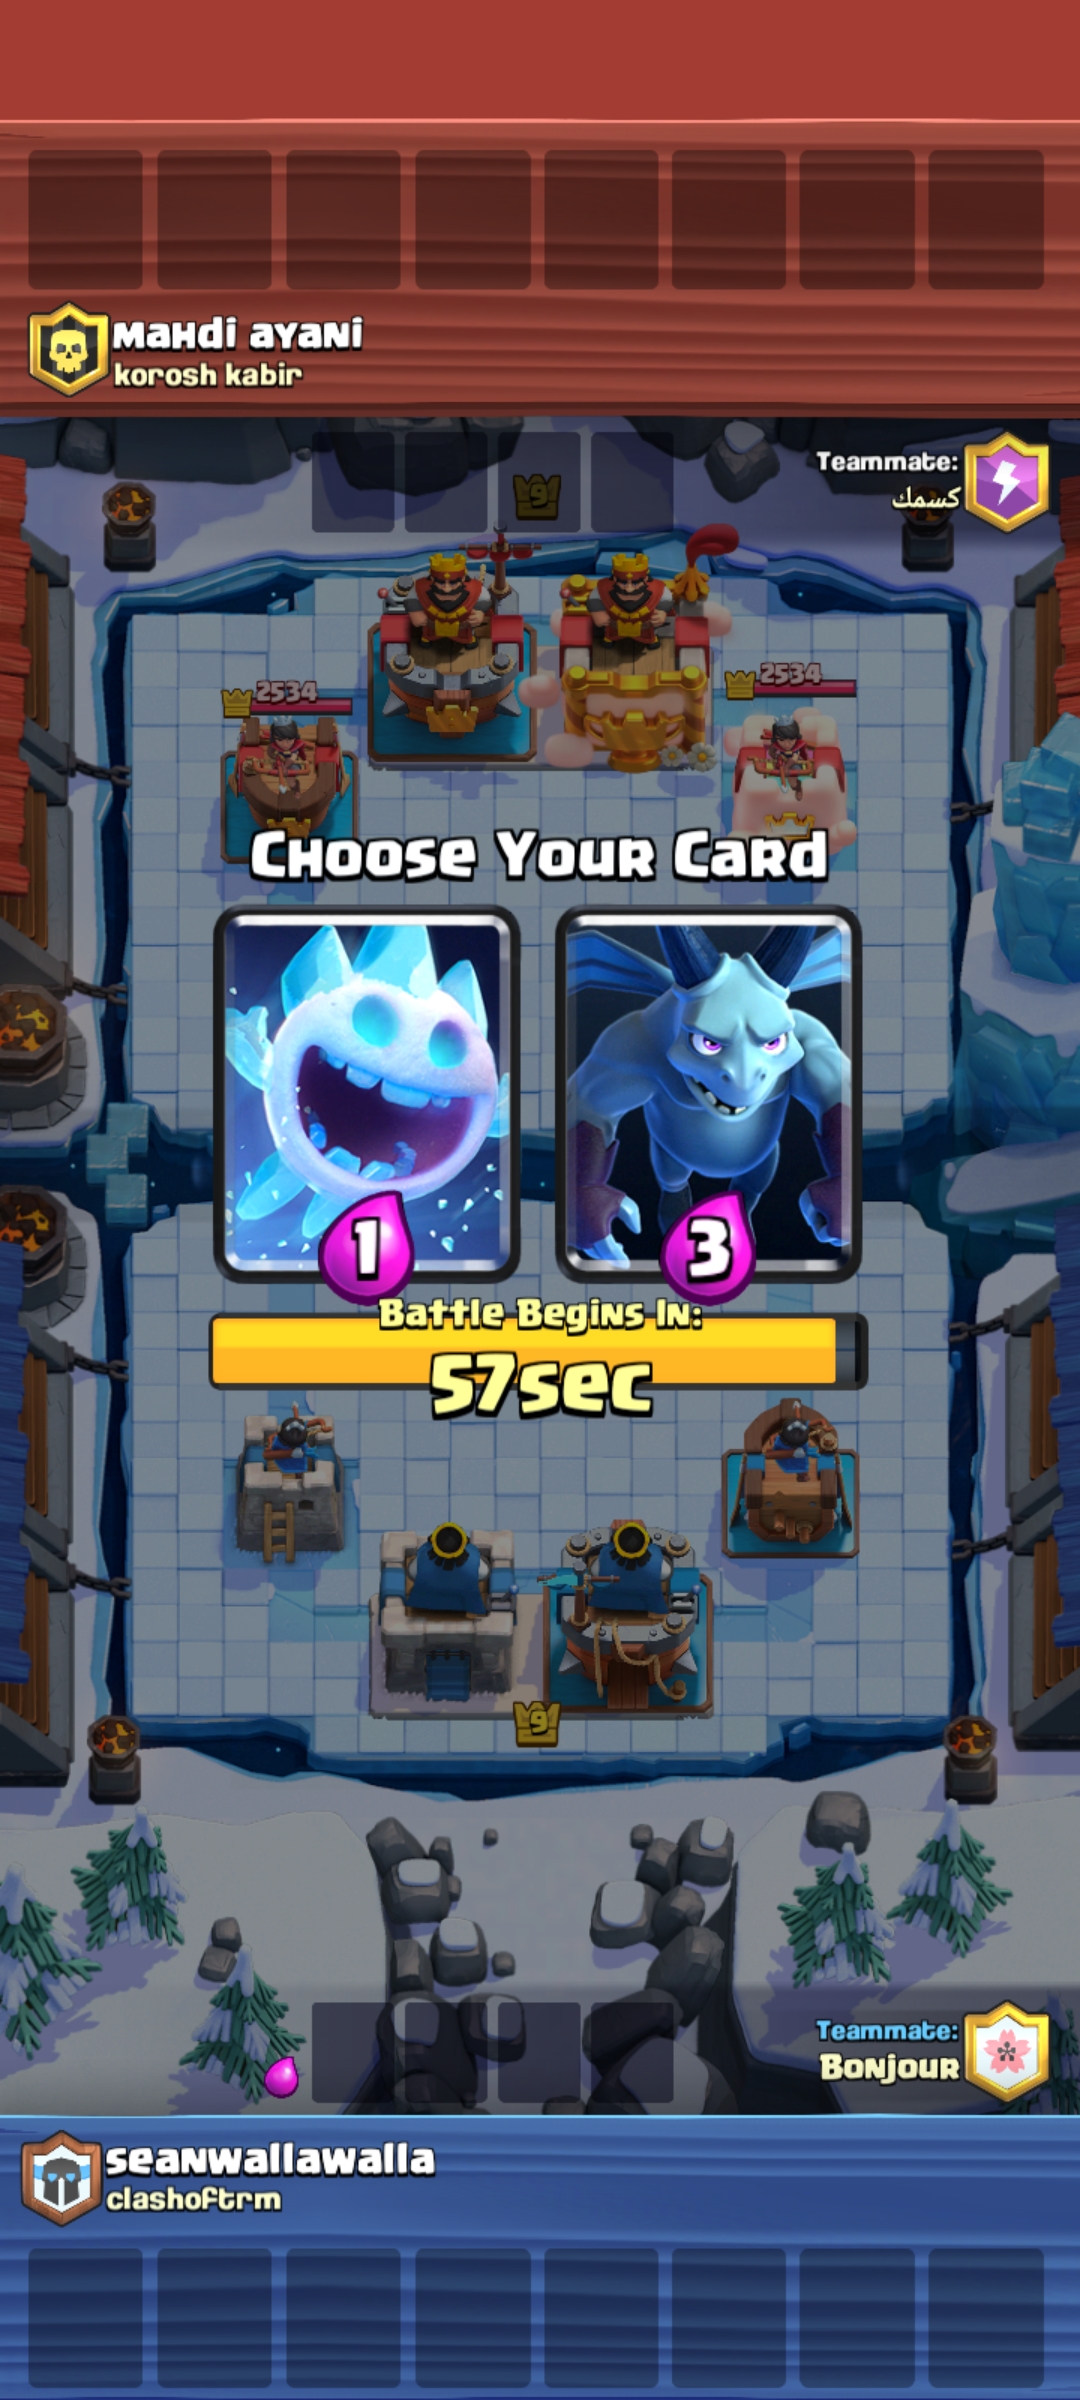 Mahdi ayani
korosh kabir
Teammate:
كسمك
9
2534
2534
Choose Your Card
1
3
Battle Begins In:
57sec
9
Teammate:
Bonjour
seanwallawalla
clashoftrm